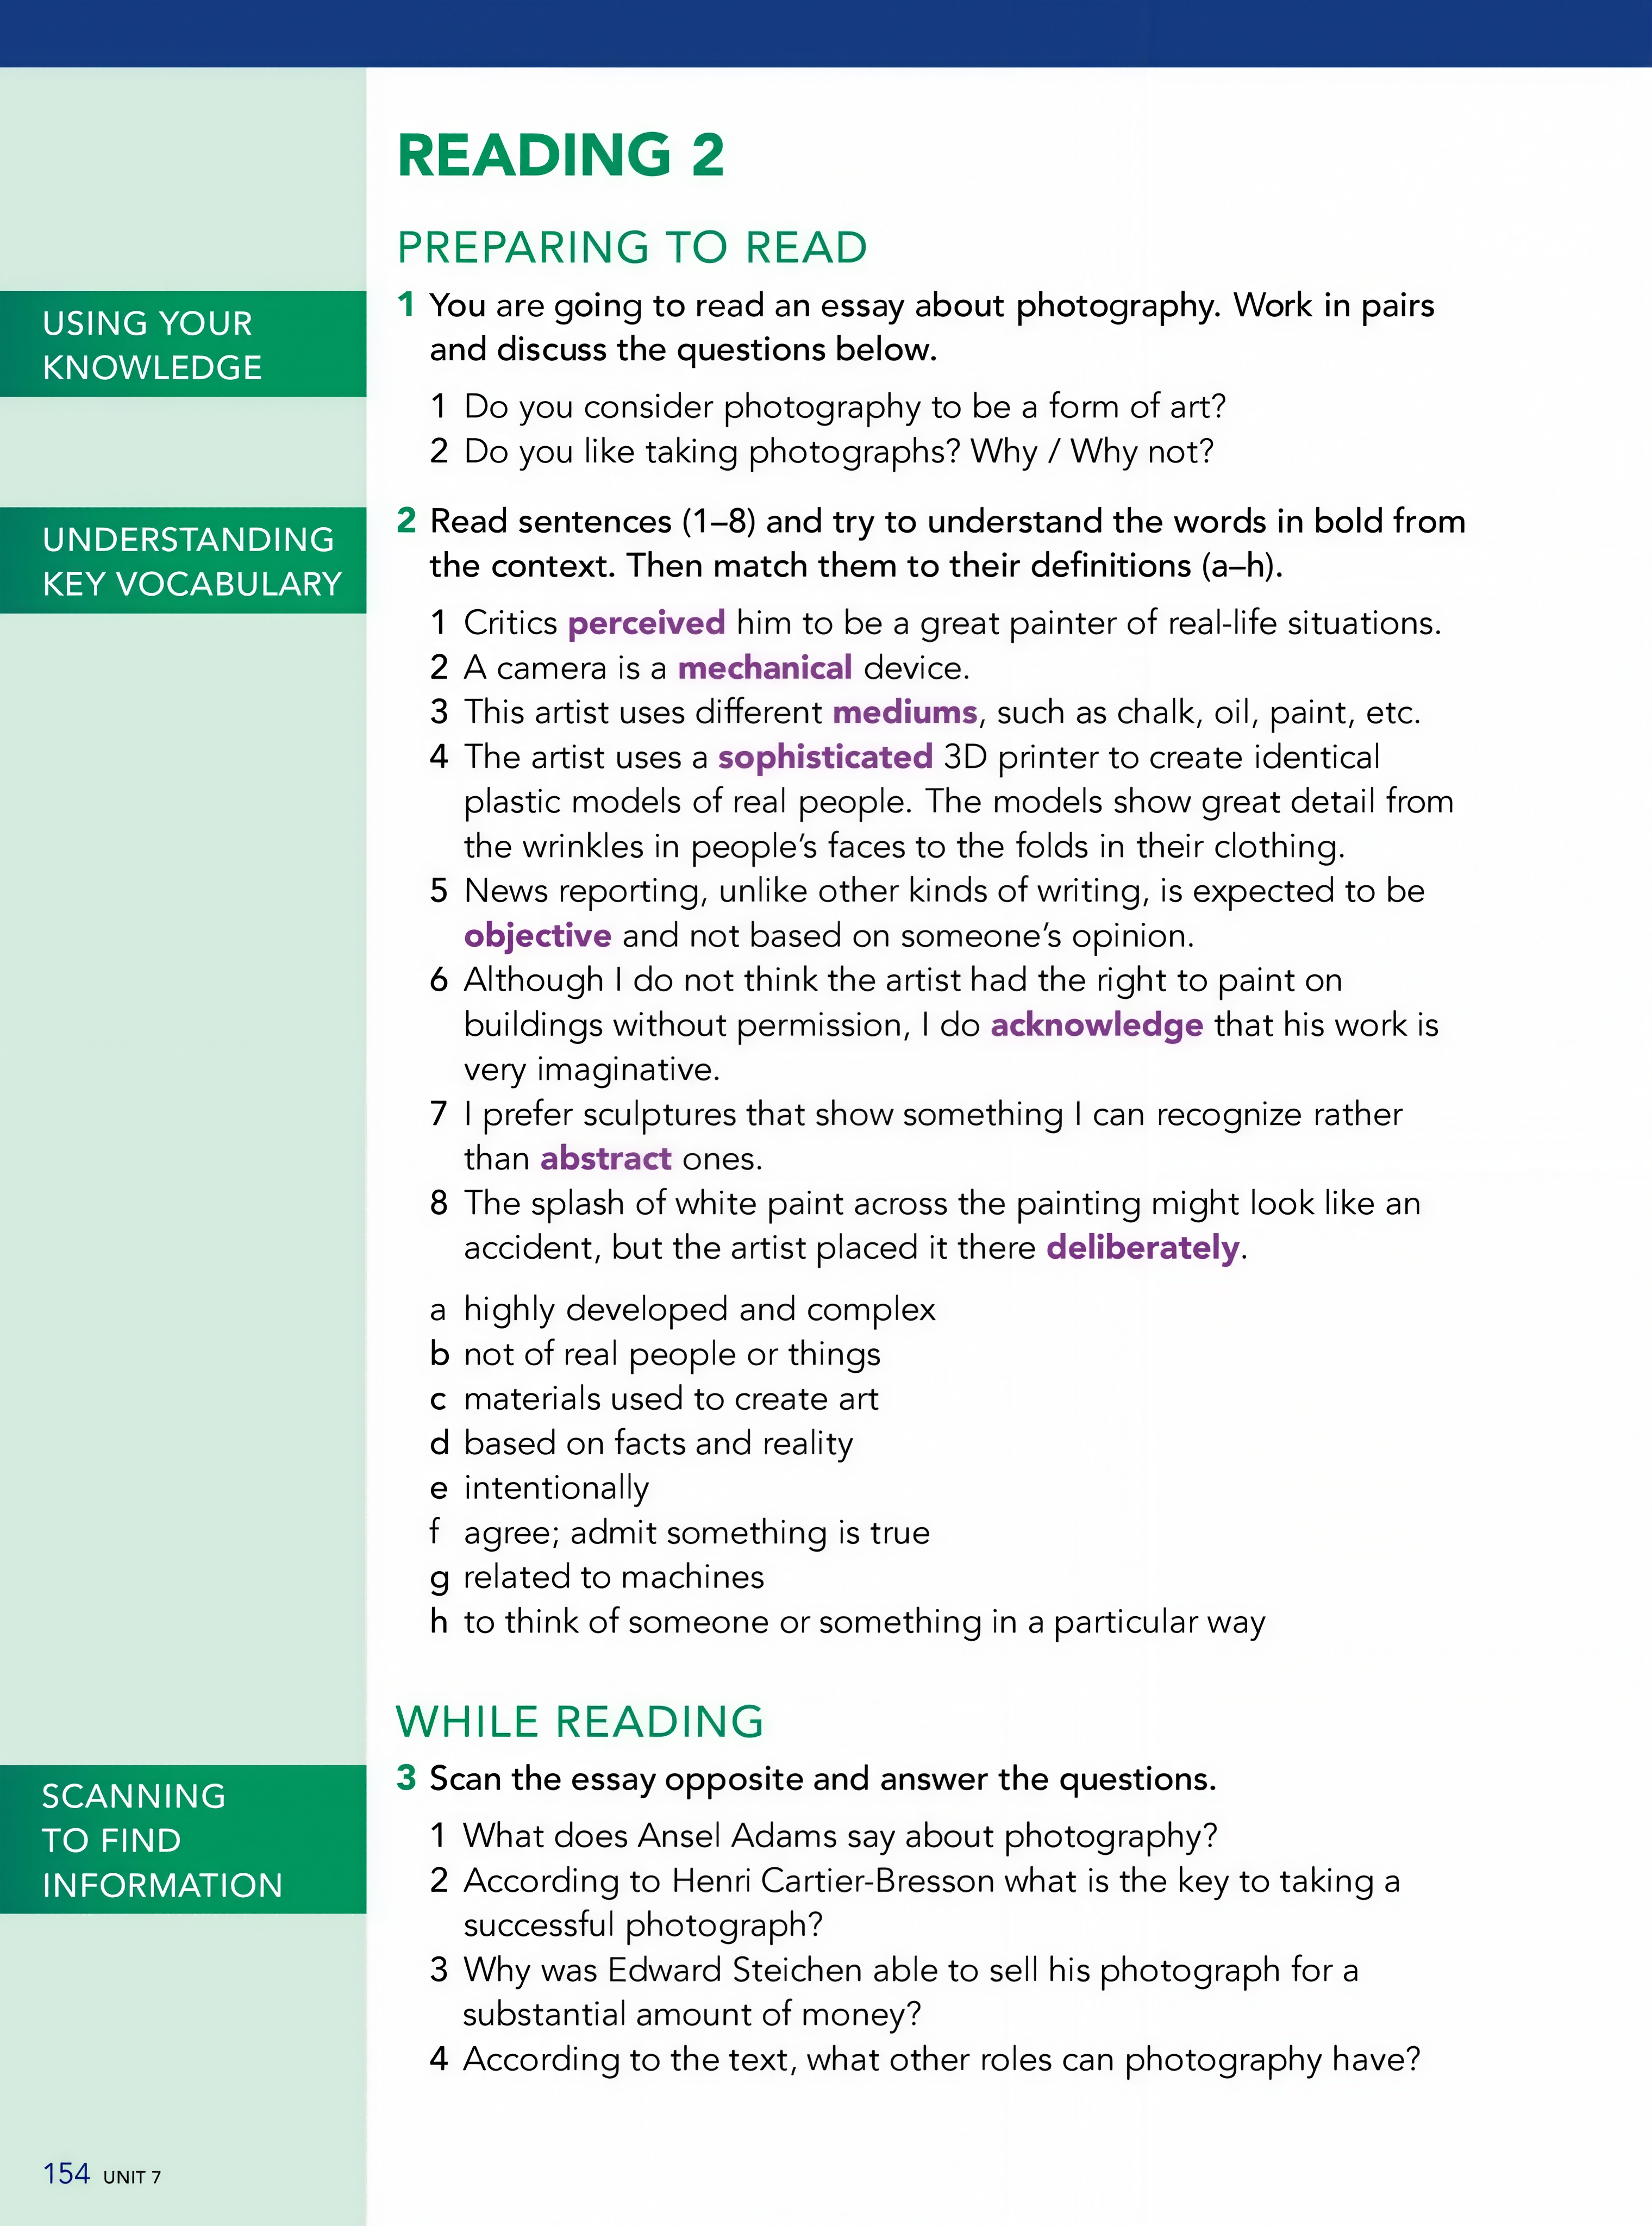 READING 2
PREPARING TO READ
USING YOUR
KNOWLEDGE
1 You are going to read an essay about photography. Work in pairs
and discuss the questions below.
1 Do you consider photography to be a form of art?
2 Do you like taking photographs? Why / Why not?
UNDERSTANDING
KEY VOCABULARY
2 Read sentences (1–8) and try to understand the words in bold from
the context. Then match them to their definitions (a–h).
1 Critics perceived him to be a great painter of real-life situations.
2 A camera is a mechanical device.
3 This artist uses different mediums, such as chalk, oil, paint, etc.
4 The artist uses a sophisticated 3D printer to create identical
plastic models of real people. The models show great detail from
the wrinkles in people's faces to the folds in their clothing.
5 News reporting, unlike other kinds of writing, is expected to be
objective and not based on someone's opinion.
6 Although I do not think the artist had the right to paint on
buildings without permission, I do acknowledge that his work is
very imaginative.
7 I prefer sculptures that show something I can recognize rather
than abstract ones.
8 The splash of white paint across the painting might look like an
accident, but the artist placed it there deliberately.
a highly developed and complex
b not of real people or things
c materials used to create art
d based on facts and reality
e intentionally
f agree; admit something is true
g related to machines
h to think of someone or something in a particular way
WHILE READING
SCANNING
TO FIND
INFORMATION
3 Scan the essay opposite and answer the questions.
1 What does Ansel Adams say about photography?
2 According to Henri Cartier-Bresson what is the key to taking a
successful photograph?
3 Why was Edward Steichen able to sell his photograph for a
substantial amount of money?
4 According to the text, what other roles can photography have?
154 UNIT 7